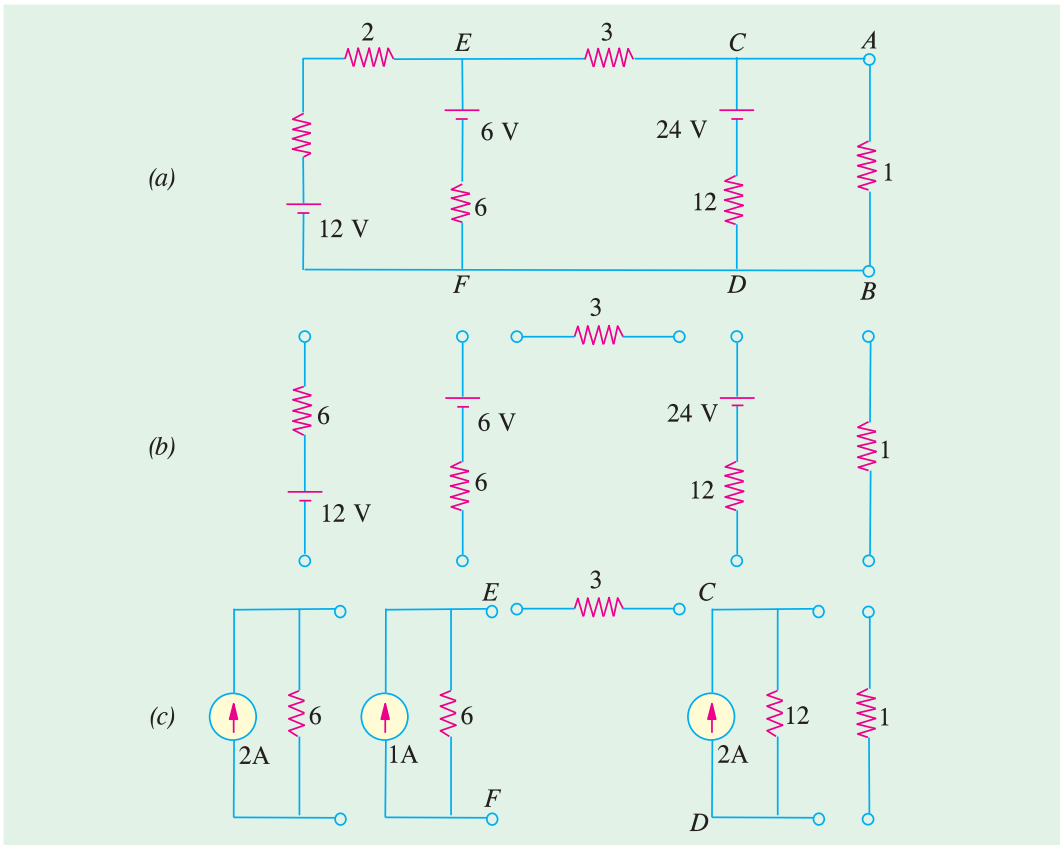 2 E 3 C A
6 V 24 V
(a) 1
12 V 6 12
F D B
3
6 6 V 24 V
(b) 1
12 V 6 12
E 3 C
(c) 6 6 12 1
2A 1A 2A
F D